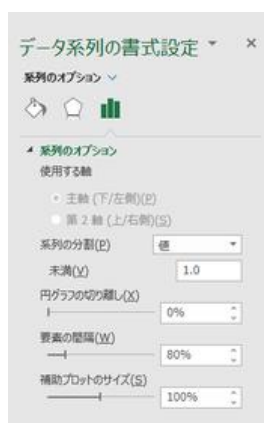 データ系列の書式設定
系列のオプション
系列のオプション
使用する軸
主軸 (下/左側)(P)
第 2 軸 (上/右側)(S)
系列の分割(P) 値
未満(V) 1.0
円グラフの切り離し(X)
0%
要素の間隔(W)
80%
補助プロットのサイズ(S)
100%